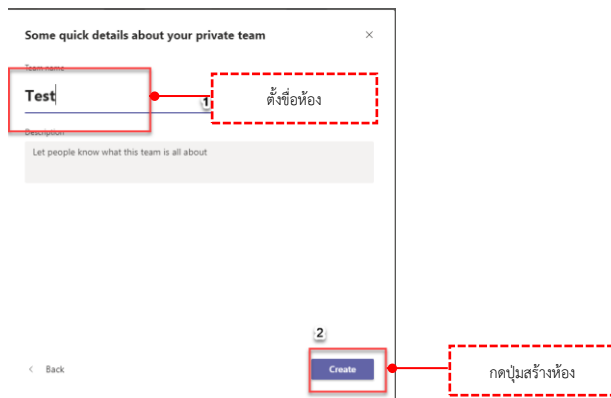 Some quick details about your private team
Team name
Test
1
ตั้งชื่อห้อง
Description
Let people know what this team is all about
2
< Back
Create
กดปุ่มสร้างห้อง